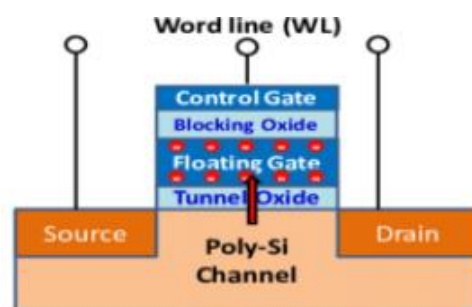 Word line (WL)
Control Gate
Blocking Oxide
Floating Gate
Tunnel Oxide
Source
Poly-Si
Channel
Drain